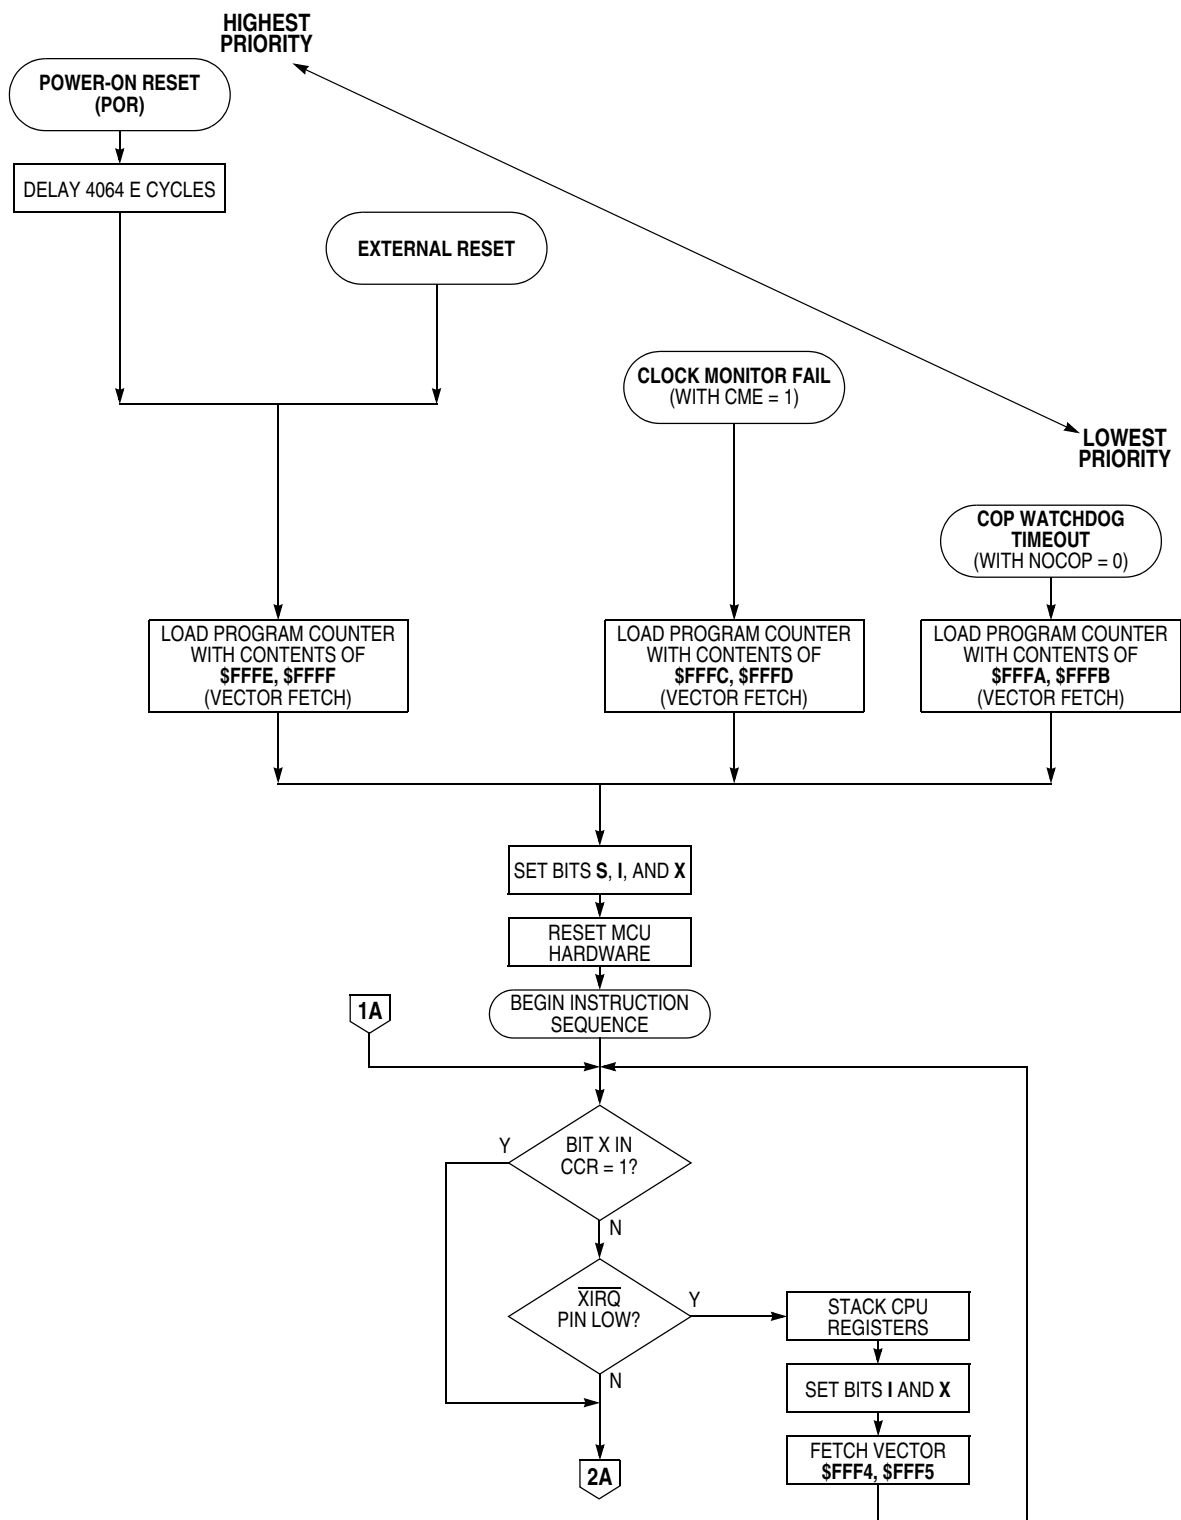 HIGHEST
PRIORITY
POWER-ON RESET
(POR)
DELAY 4064 E CYCLES
EXTERNAL RESET
CLOCK MONITOR FAIL
(WITH CME = 1)
LOWEST
PRIORITY
COP WATCHDOG
TIMEOUT
(WITH NOCOP = 0)
LOAD PROGRAM COUNTER
WITH CONTENTS OF
$FFFE, $FFFF
(VECTOR FETCH)
LOAD PROGRAM COUNTER
WITH CONTENTS OF
$FFFC, $FFFD
(VECTOR FETCH)
LOAD PROGRAM COUNTER
WITH CONTENTS OF
$FFFA, $FFFB
(VECTOR FETCH)
SET BITS S, I, AND X
RESET MCU
HARDWARE
BEGIN INSTRUCTION
SEQUENCE
1A
BIT X IN
CCR = 1?
Y
N
XIRQ
PIN LOW?
Y
N
STACK CPU
REGISTERS
SET BITS I AND X
FETCH VECTOR
$FFF4, $FFF5
2A